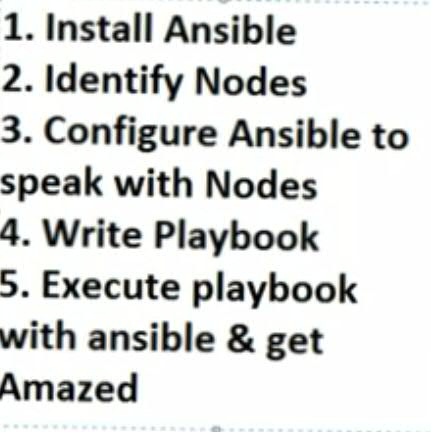 1. Install Ansible
2. Identify Nodes
3. Configure Ansible to
speak with Nodes
4. Write Playbook
5. Execute playbook
with ansible & get
Amazed